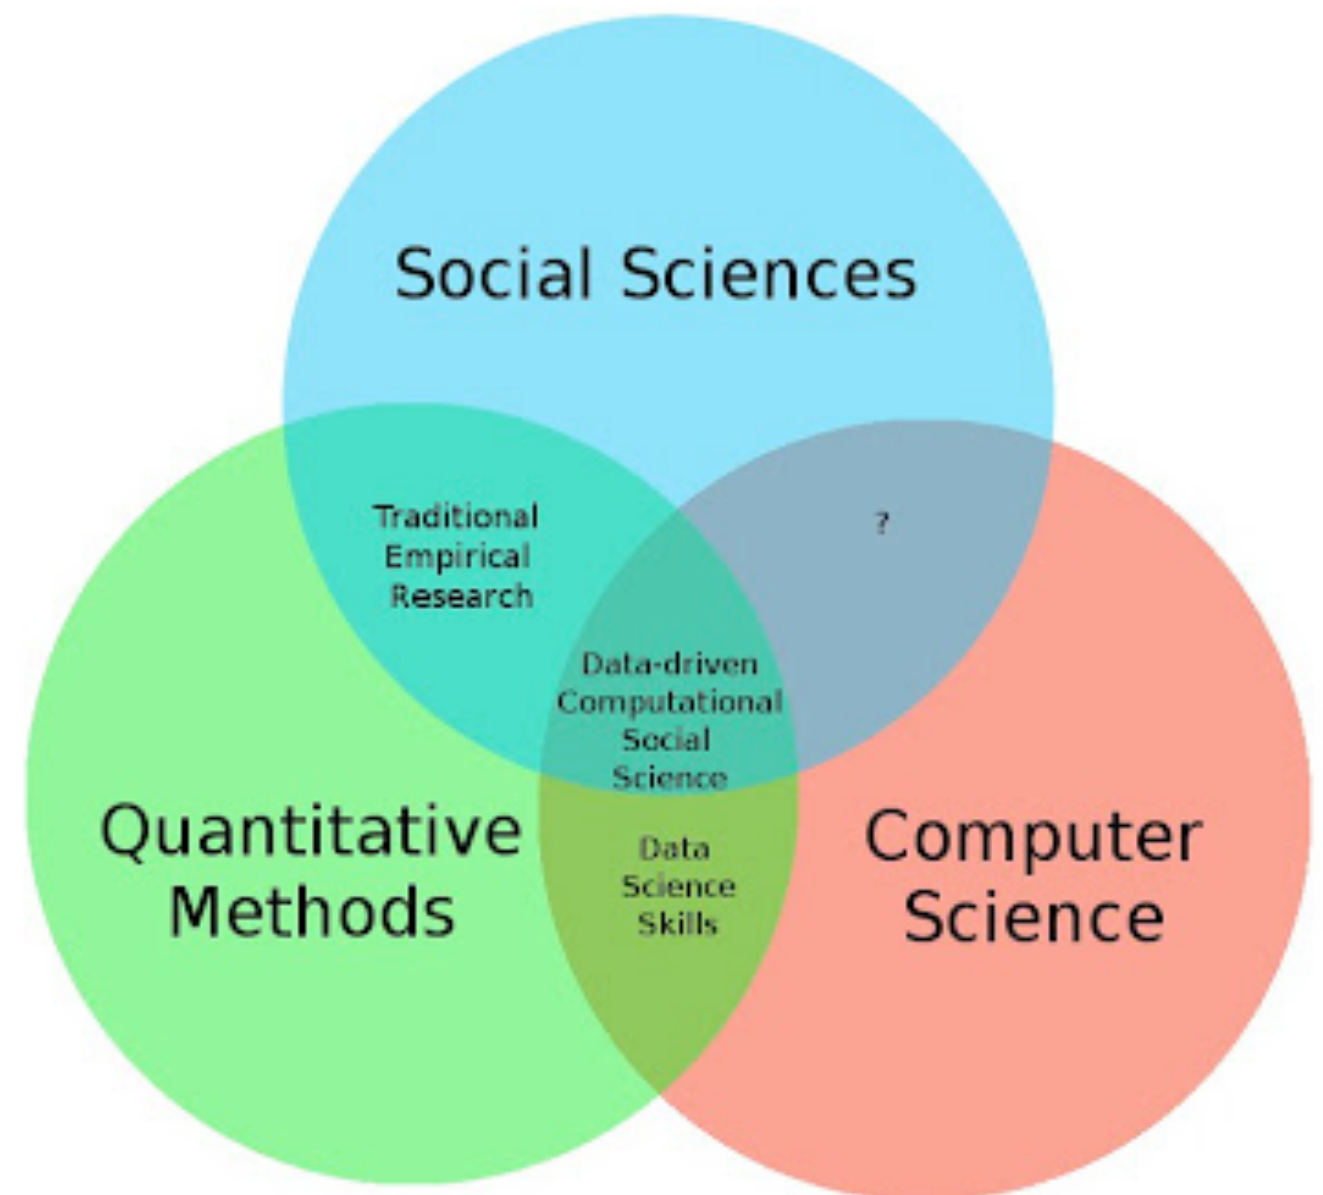 Social Sciences
Traditional
Empirical
Research
?
Data-driven
Computational
Social
Science
Quantitative
Methods
Data
Science
Skills
Computer
Science